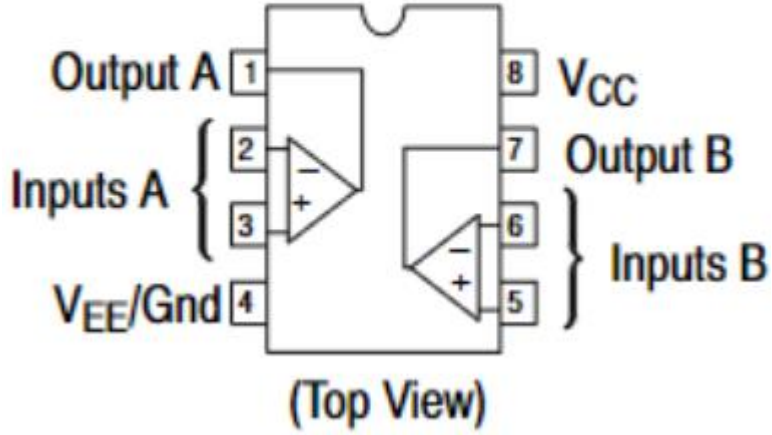 Output A 1
8 VCC
2
7 Output B
Inputs A
−
+
3
6
−
+
Inputs B
VEE/Gnd 4
5
(Top View)